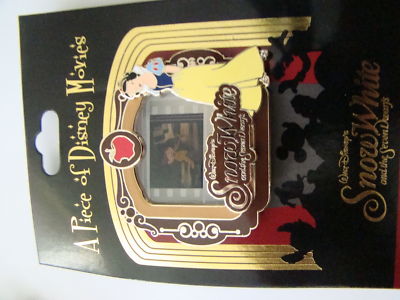 A Piece of Disney Movies
Walt Disney's
Snow White
and the Seven Dwarfs
Walt Disney's
Snow White
and the Seven Dwarfs